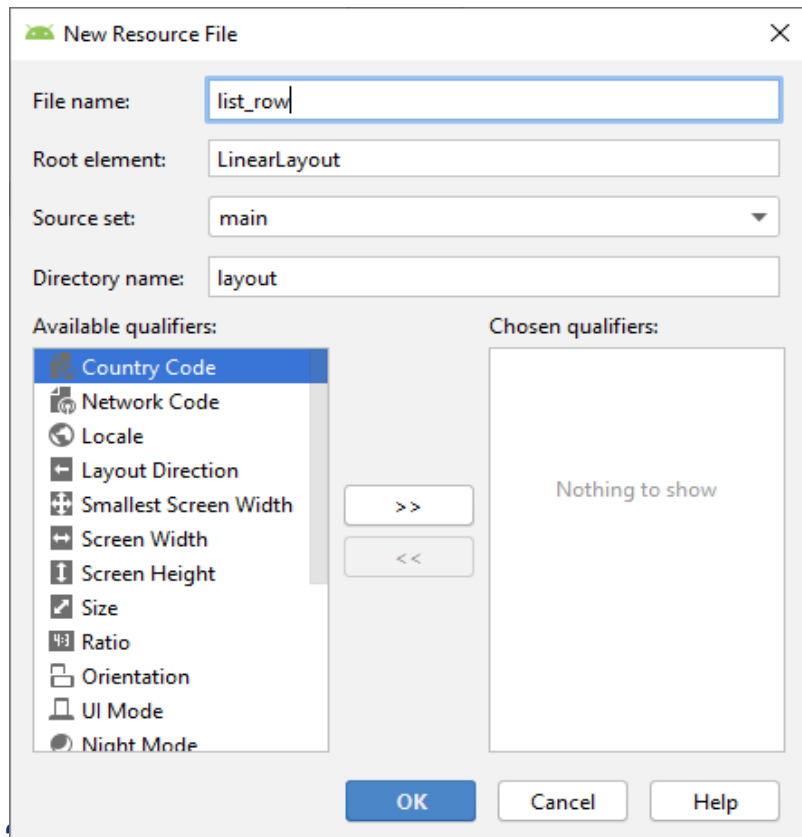 New Resource File
File name: list_row
Root element: LinearLayout
Source set: main
Directory name: layout
Available qualifiers:
Chosen qualifiers:
Country Code
Network Code
Locale
Layout Direction
Smallest Screen Width
Screen Width
Screen Height
Size
4:3 Ratio
Orientation
UI Mode
Night Mode
>>
<<
Nothing to show
OK Cancel Help